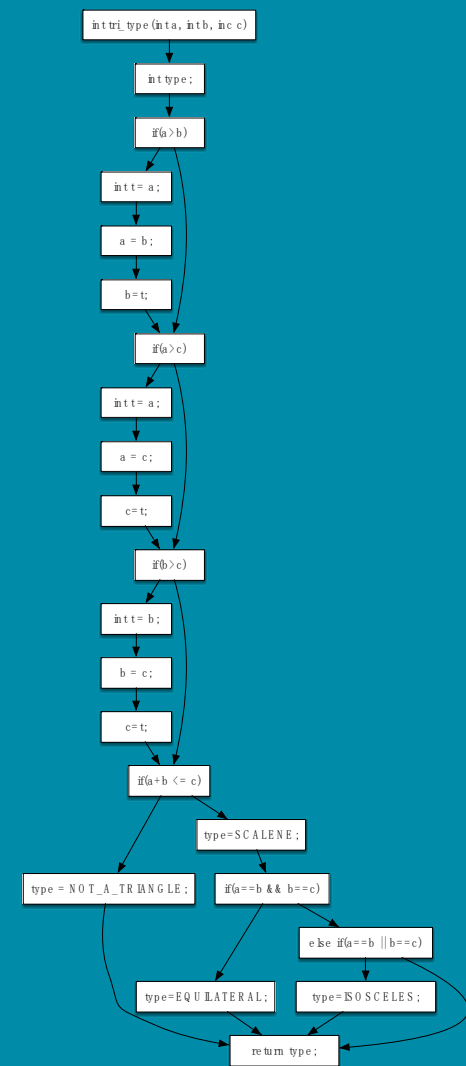 int tri_type(int a, int b, inc c)
int type;
if(a>b)
int t = a;
a = b;
b=t;
if(a>c)
int t = a;
a = c;
c=t;
if(b>c)
int t = b;
b = c;
c=t;
if(a+b <= c)
type=SCALENE;
type = NOT_A_TRIANGLE;
if(a==b && b==c)
else if(a==b || b==c)
type=EQUILATERAL;
type=ISOSCELES;
return type;